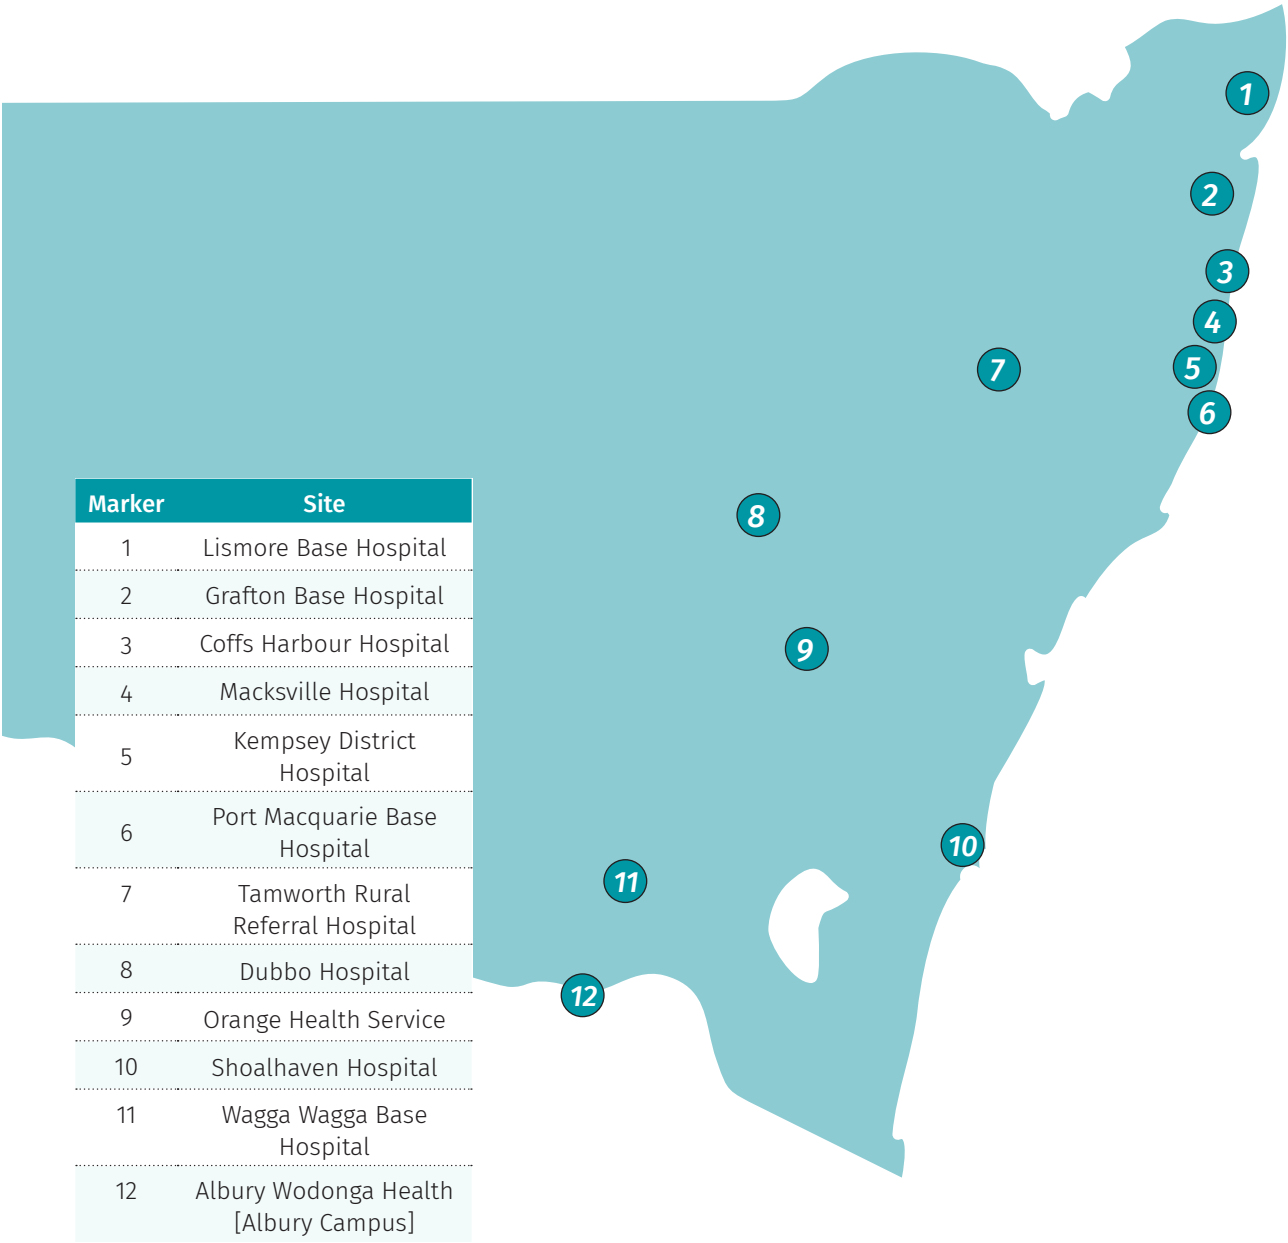 1
2
3
4
5
6
7
8
9
10
11
12
Marker Site
1 Lismore Base Hospital
2 Grafton Base Hospital
3 Coffs Harbour Hospital
4 Macksville Hospital
5 Kempsey District
Hospital
6 Port Macquarie Base
Hospital
7 Tamworth Rural
Referral Hospital
8 Dubbo Hospital
9 Orange Health Service
10 Shoalhaven Hospital
11 Wagga Wagga Base
Hospital
12 Albury Wodonga Health
[Albury Campus]